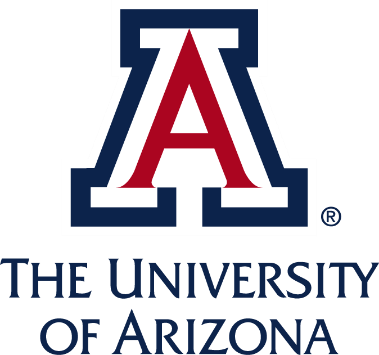 A
®
THE UNIVERSITY
OF ARIZONA